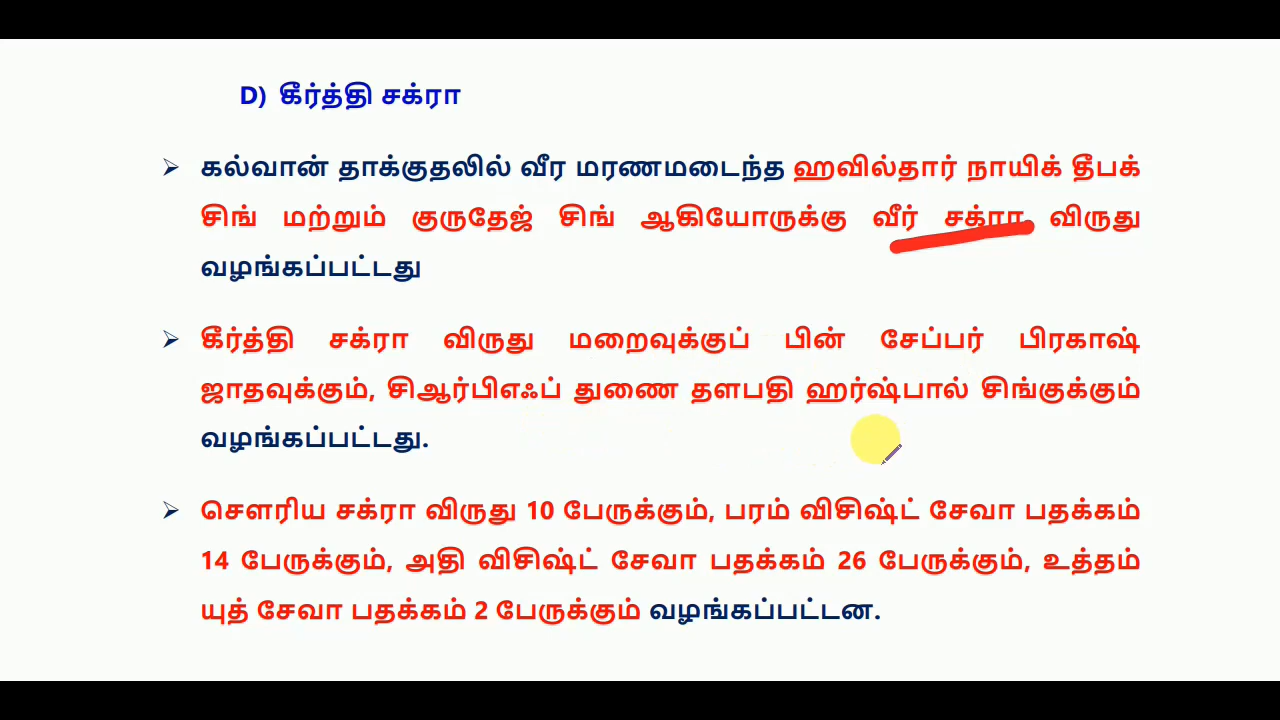 D) கீர்த்தி சக்ரா
கல்வான் தாக்குதலில் வீர மரணமடைந்த ஹவில்தார் நாயிக் தீபக்
சிங் மற்றும் குருதேஜ் சிங் ஆகியோருக்கு வீர் சக்ரா விருது
வழங்கப்பட்டது
கீர்த்தி சக்ரா விருது மறைவுக்குப் பின் சேப்பர் பிரகாஷ்
ஜாதவுக்கும், சிஆர்பிஎஃப் துணை தளபதி ஹர்ஷ்பால் சிங்குக்கும்
வழங்கப்பட்டது.
சௌரிய சக்ரா விருது 10 பேருக்கும், பரம் விசிஷ்ட் சேவா பதக்கம்
14 பேருக்கும், அதி விசிஷ்ட் சேவா பதக்கம் 26 பேருக்கும், உத்தம்
யுத் சேவா பதக்கம் 2 பேருக்கும் வழங்கப்பட்டன.